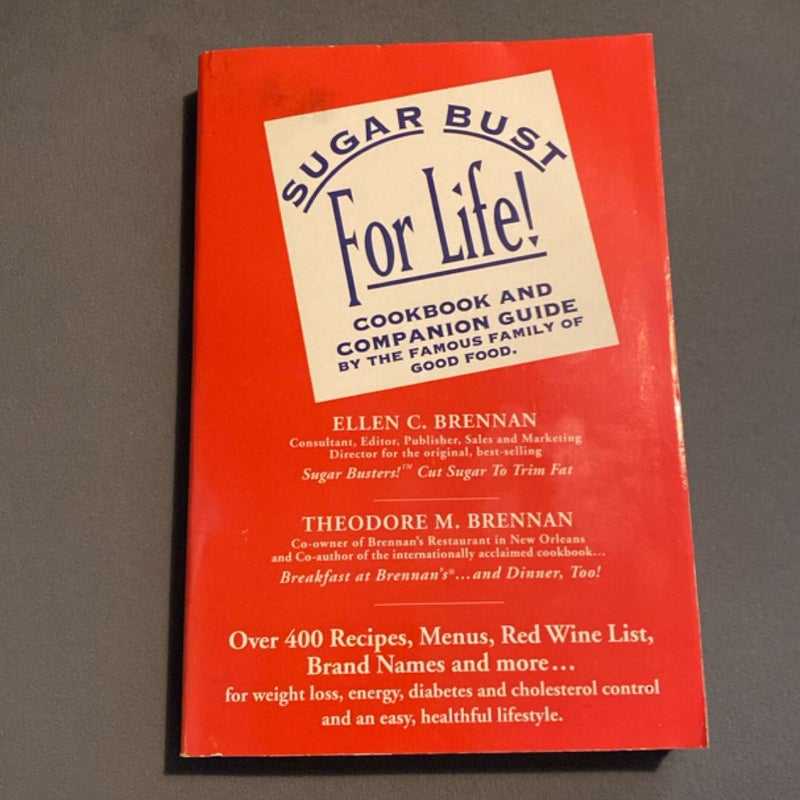 SUGAR BUST
For Life!
COOKBOOK AND
COMPANION GUIDE
BY THE FAMOUS FAMILY OF
GOOD FOOD.
ELLEN C. BRENNAN
Consultant, Editor, Publisher, Sales and Marketing
Director for the original, best-selling
Sugar Busters!™ Cut Sugar To Trim Fat
THEODORE M. BRENNAN
Co-owner of Brennan's Restaurant in New Orleans
and Co-author of the internationally acclaimed cookbook...
Breakfast at Brennan's®...and Dinner, Too!
Over 400 Recipes, Menus, Red Wine List,
Brand Names and more...
for weight loss, energy, diabetes and cholesterol control
and an easy, healthful lifestyle.